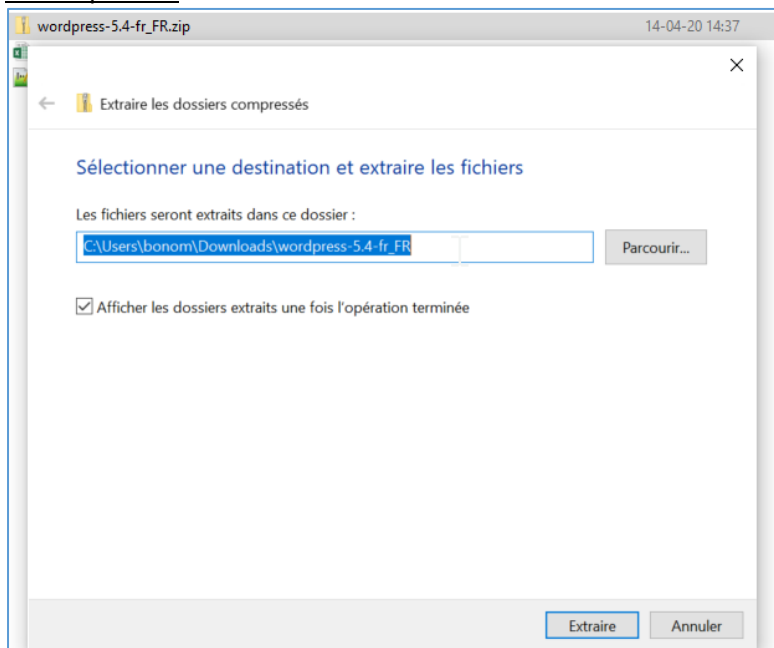 wordpress-5.4-fr_FR.zip 14-04-20 14:37
Extraire les dossiers compressés
Sélectionner une destination et extraire les fichiers
Les fichiers seront extraits dans ce dossier :
C:\Users\bonom\Downloads\wordpress-5.4-fr_FR Parcourir...
Afficher les dossiers extraits une fois l'opération terminée
Extraire Annuler